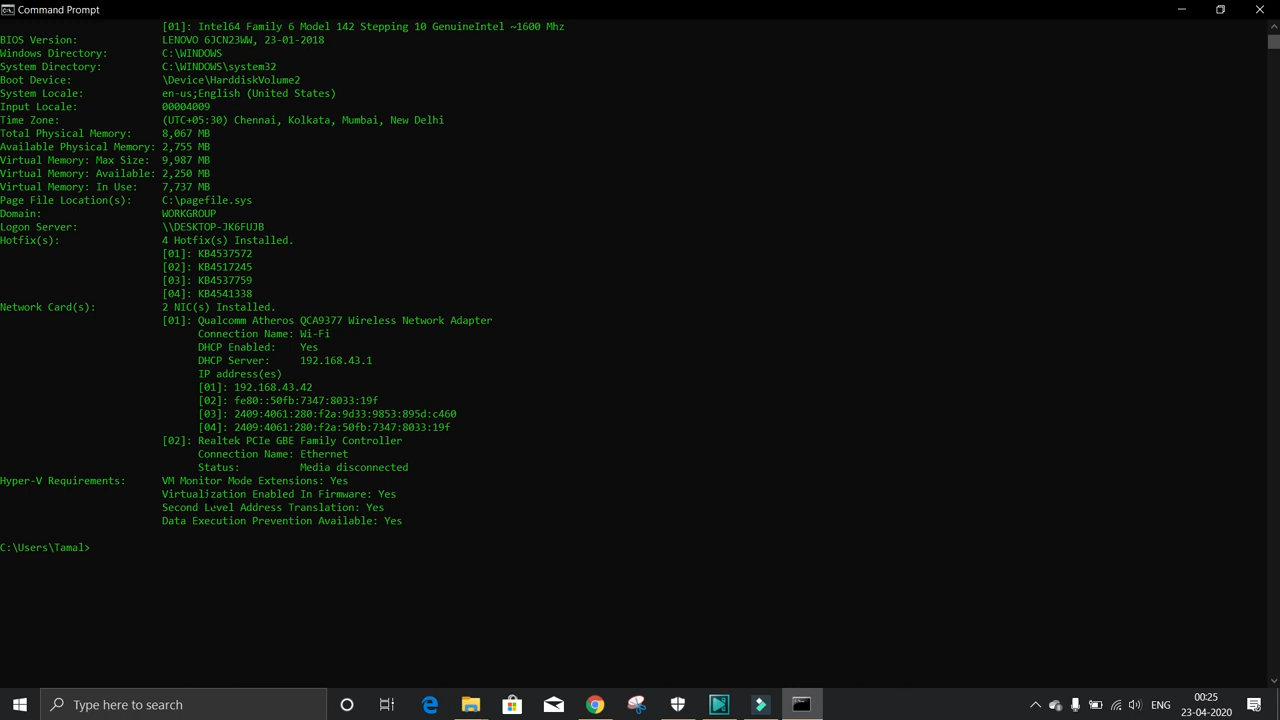 Command Prompt
[01]: Intel64 Family 6 Model 142 Stepping 10 GenuineIntel ~1600 Mhz
BIOS Version: LENOVO 6JCN23WW, 23-01-2018
Windows Directory: C:\WINDOWS
System Directory: C:\WINDOWS\system32
Boot Device: \Device\HarddiskVolume2
System Locale: en-us;English (United States)
Input Locale: 00004009
Time Zone: (UTC+05:30) Chennai, Kolkata, Mumbai, New Delhi
Total Physical Memory: 8,067 MB
Available Physical Memory: 2,755 MB
Virtual Memory: Max Size: 9,987 MB
Virtual Memory: Available: 2,250 MB
Virtual Memory: In Use: 7,737 MB
Page File Location(s): C:\pagefile.sys
Domain: WORKGROUP
Logon Server: \\DESKTOP-JK6FUJB
Hotfix(s): 4 Hotfix(s) Installed.
[01]: KB4537572
[02]: KB4517245
[03]: KB4537759
[04]: KB4541338
Network Card(s): 2 NIC(s) Installed.
[01]: Qualcomm Atheros QCA9377 Wireless Network Adapter
Connection Name: Wi-Fi
DHCP Enabled: Yes
DHCP Server: 192.168.43.1
IP address(es)
[01]: 192.168.43.42
[02]: fe80::50fb:7347:8033:19f
[03]: 2409:4061:280:f2a:9d33:9853:895d:c460
[04]: 2409:4061:280:f2a:50fb:7347:8033:19f
[02]: Realtek PCIe GBE Family Controller
Connection Name: Ethernet
Status: Media disconnected
Hyper-V Requirements: VM Monitor Mode Extensions: Yes
Virtualization Enabled In Firmware: Yes
Second Level Address Translation: Yes
Data Execution Prevention Available: Yes
C:\Users\Tamal>
Type here to search
ENG
00:25
23-04-2020